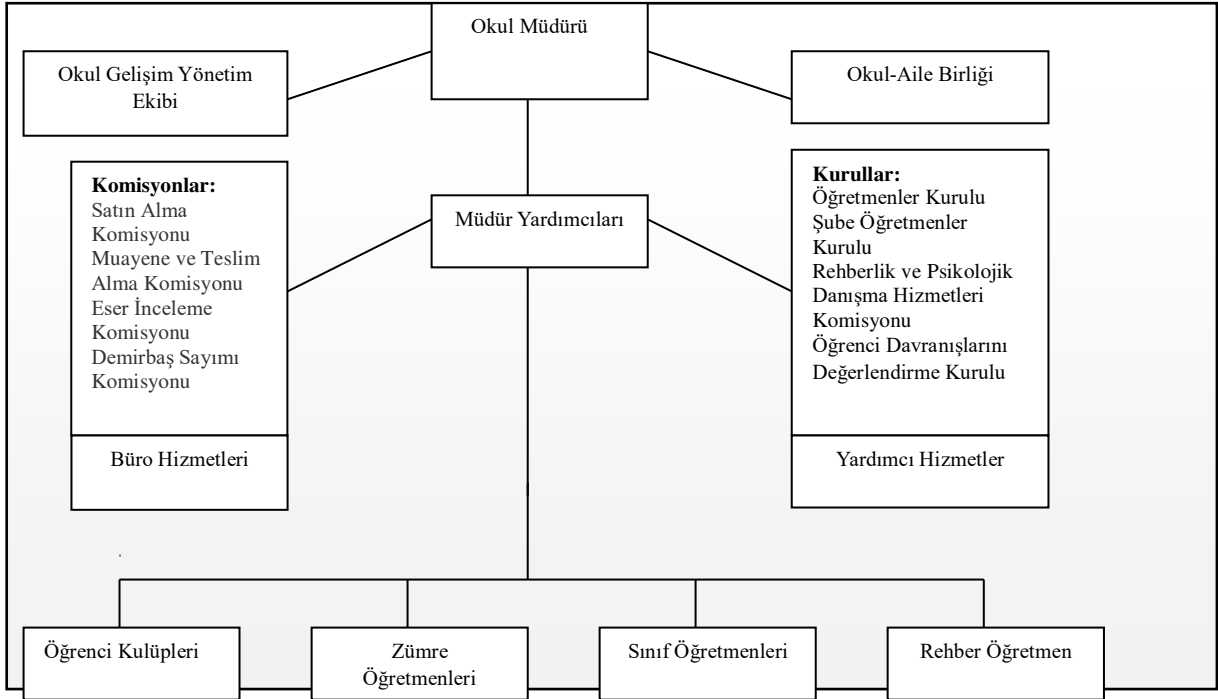 Okul Müdürü
Okul Gelişim Yönetim
Ekibi
Okul-Aile Birliği
Komisyonlar:
Satın Alma
Komisyonu
Muayene ve Teslim
Alma Komisyonu
Eser İnceleme
Komisyonu
Demirbaş Sayımı
Komisyonu
Müdür Yardımcıları
Kurullar:
Öğretmenler Kurulu
Şube Öğretmenler
Kurulu
Rehberlik ve Psikolojik
Danışma Hizmetleri
Komisyonu
Öğrenci Davranışlarını
Değerlendirme Kurulu
Büro Hizmetleri
Yardımcı Hizmetler
Öğrenci Kulüpleri
Zümre
Öğretmenleri
Sınıf Öğretmenleri
Rehber Öğretmen